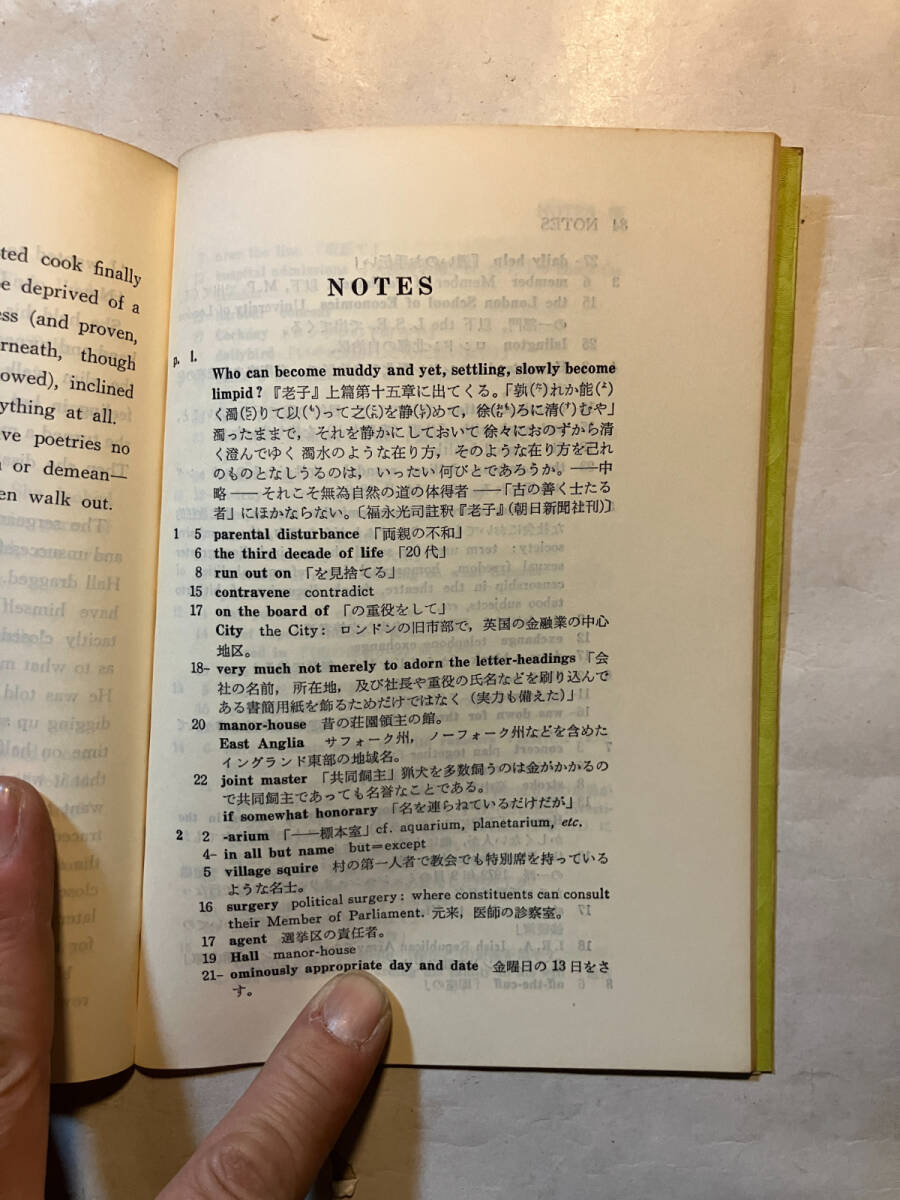 ted cook finally
e deprived of a
ess (and proven,
rneath, though
owed), inclined
ything at all.
ve poetries no
or demean—
en walk out.
NOTES
p. l.
Who can become muddy and yet, settling, slowly become
limpid? 『老子』上篇第十五章に出てくる。「孰(た)れか能(よ)
く濁(にご)りて以(も)って之(これ)を静(しず)めて，徐(おもむ)ろに清(す)むや」
濁ったままで， それを静かにしておいて 徐々におのずから清
く澄んでゆく 濁水のような在り方， そのような在り方を己れ
のものとなしうるのは， いったい 何びとであろうか。——中
略——それこそ無為自然の道の体得者——「古の善く士たる
者」にほかならない。〔福永光司註釈『老子』(朝日新聞社刊)〕
1 5 parental disturbance 「両親の不和」
6 the third decade of life 「20代」
8 run out on 「を見捨てる」
15 contravene contradict
17 on the board of 「の重役をして」
City the City: ロンドンの旧市部で，英国の金融業の中心
地区。
18– very much not merely to adorn the letter-headings 「会
社の名前， 所在地， 及び社長や重役の氏名などを刷り込んで
ある書簡用紙を飾るためだけではなく (実力も備えた)」
20 manor-house 昔の荘園領主の館。
East Anglia サフォーク州， ノーフォーク州などを含めた
イングランド東部の地域名。
22 joint master 「共同飼主」猟犬を多数飼うのは金がかかるの
で共同飼主であっても名誉なことである。
if somewhat honorary 「名を連らねているだけだが」
2 2 -arium 「——標本室」 cf. aquarium, planetarium, etc.
4– in all but name but=except
5 village squire 村の第一人者で教会でも特別席を持っている
ような名士。
16 surgery political surgery: where constituents can consult
their Member of Parliament. 元来，医師の診察室。
17 agent 選挙区の責任者。
19 Hall manor-house
21– ominously appropriate day and date 金曜日の13日をさ
す。